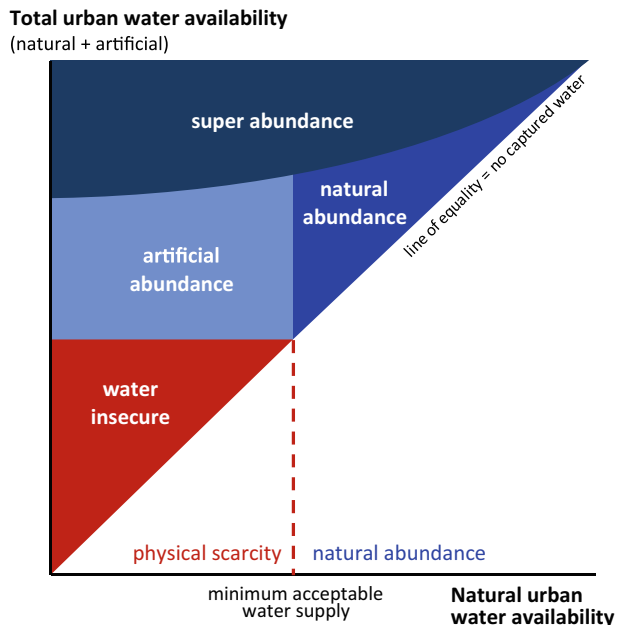 Total urban water availability
(natural + artificial)
super abundance
natural
abundance
line of equality = no captured water
artificial
abundance
water
insecure
physical scarcity
natural abundance
minimum acceptable
water supply
Natural urban
water availability